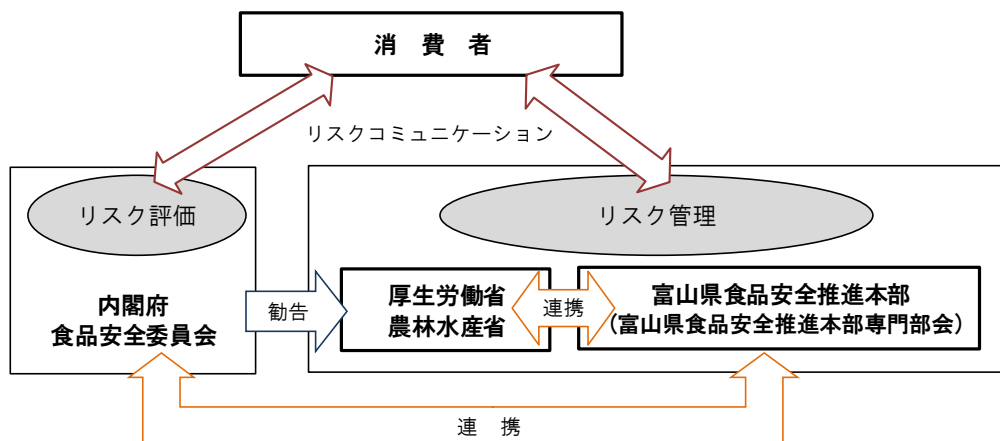 消　費　者
リスクコミュニケーション
リスク評価
リスク管理
内閣府
食品安全委員会
勧告
厚生労働省
農林水産省
連携
富山県食品安全推進本部
（富山県食品安全推進本部専門部会）
連　携